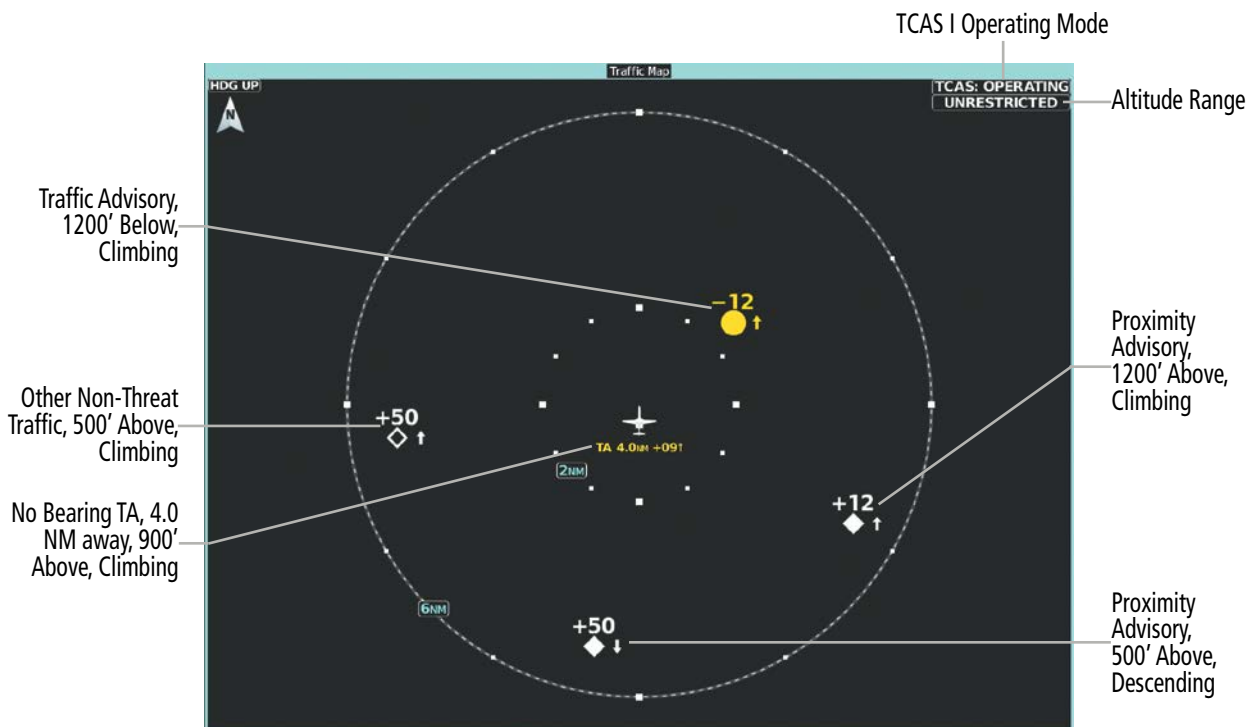 TCAS I Operating Mode
Traffic Map
HDG UP
N
TCAS: OPERATING
UNRESTRICTED
Altitude Range
Traffic Advisory,
1200’ Below,
Climbing
−12
↑
Proximity
Advisory,
1200’ Above,
Climbing
Other Non-Threat
Traffic, 500’ Above,
Climbing
+50
↑
TA 4.0NM +09↑
2NM
No Bearing TA, 4.0
NM away, 900’
Above, Climbing
+12
↑
6NM
+50
↓
Proximity
Advisory,
500’ Above,
Descending